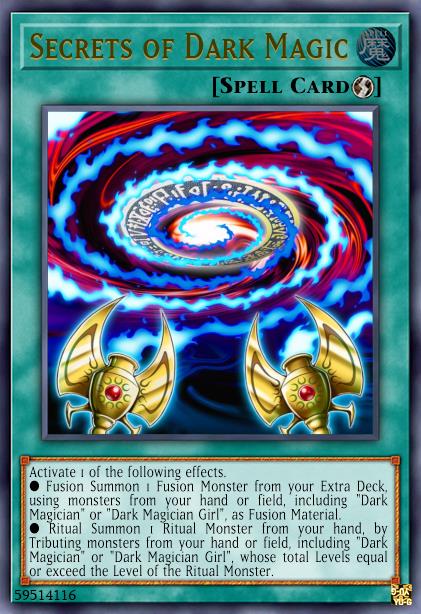 Secrets of Dark Magic 魔
[Spell Card]
Activate 1 of the following effects.
● Fusion Summon 1 Fusion Monster from your Extra Deck,
using monsters from your hand or field, including "Dark
Magician" or "Dark Magician Girl", as Fusion Material.
● Ritual Summon 1 Ritual Monster from your hand, by
Tributing monsters from your hand or field, including "Dark
Magician" or "Dark Magician Girl", whose total Levels equal
or exceed the Level of the Ritual Monster.
59514116